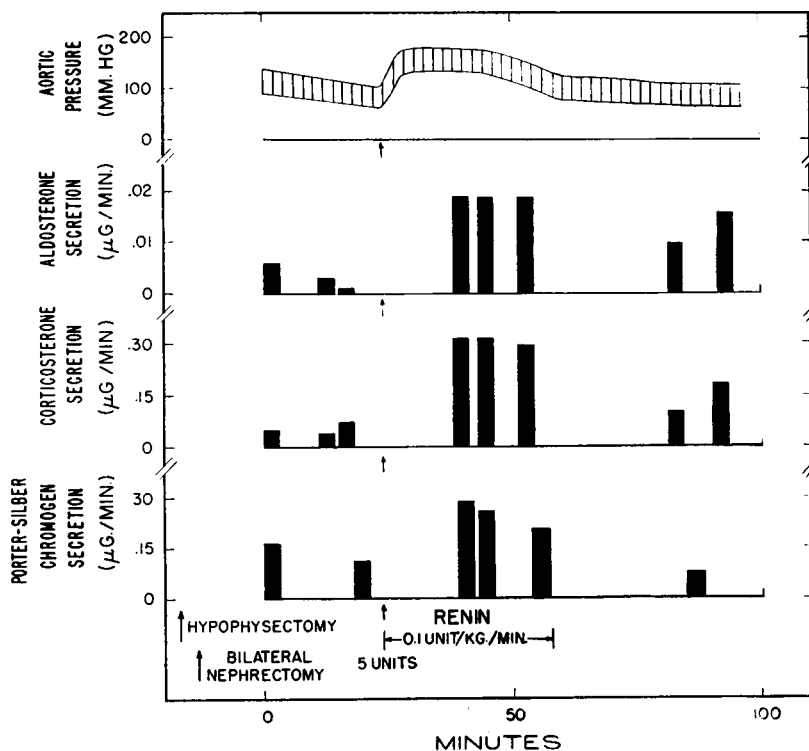 AORTIC
PRESSURE
(MM. HG)
200
100
0
ALDOSTERONE
SECRETION
(μG / MIN.)
.02
.01
0
CORTICOSTERONE
SECRETION
(μG /MIN.)
.30
.15
0
PORTER-SILBER
CHROMOGEN
SECRETION
(μG./MIN.)
.30
.15
0
HYPOPHYSECTOMY
BILATERAL
NEPHRECTOMY
RENIN
0.1 UNIT/KG./MIN.
5 UNITS
0 50 100
MINUTES